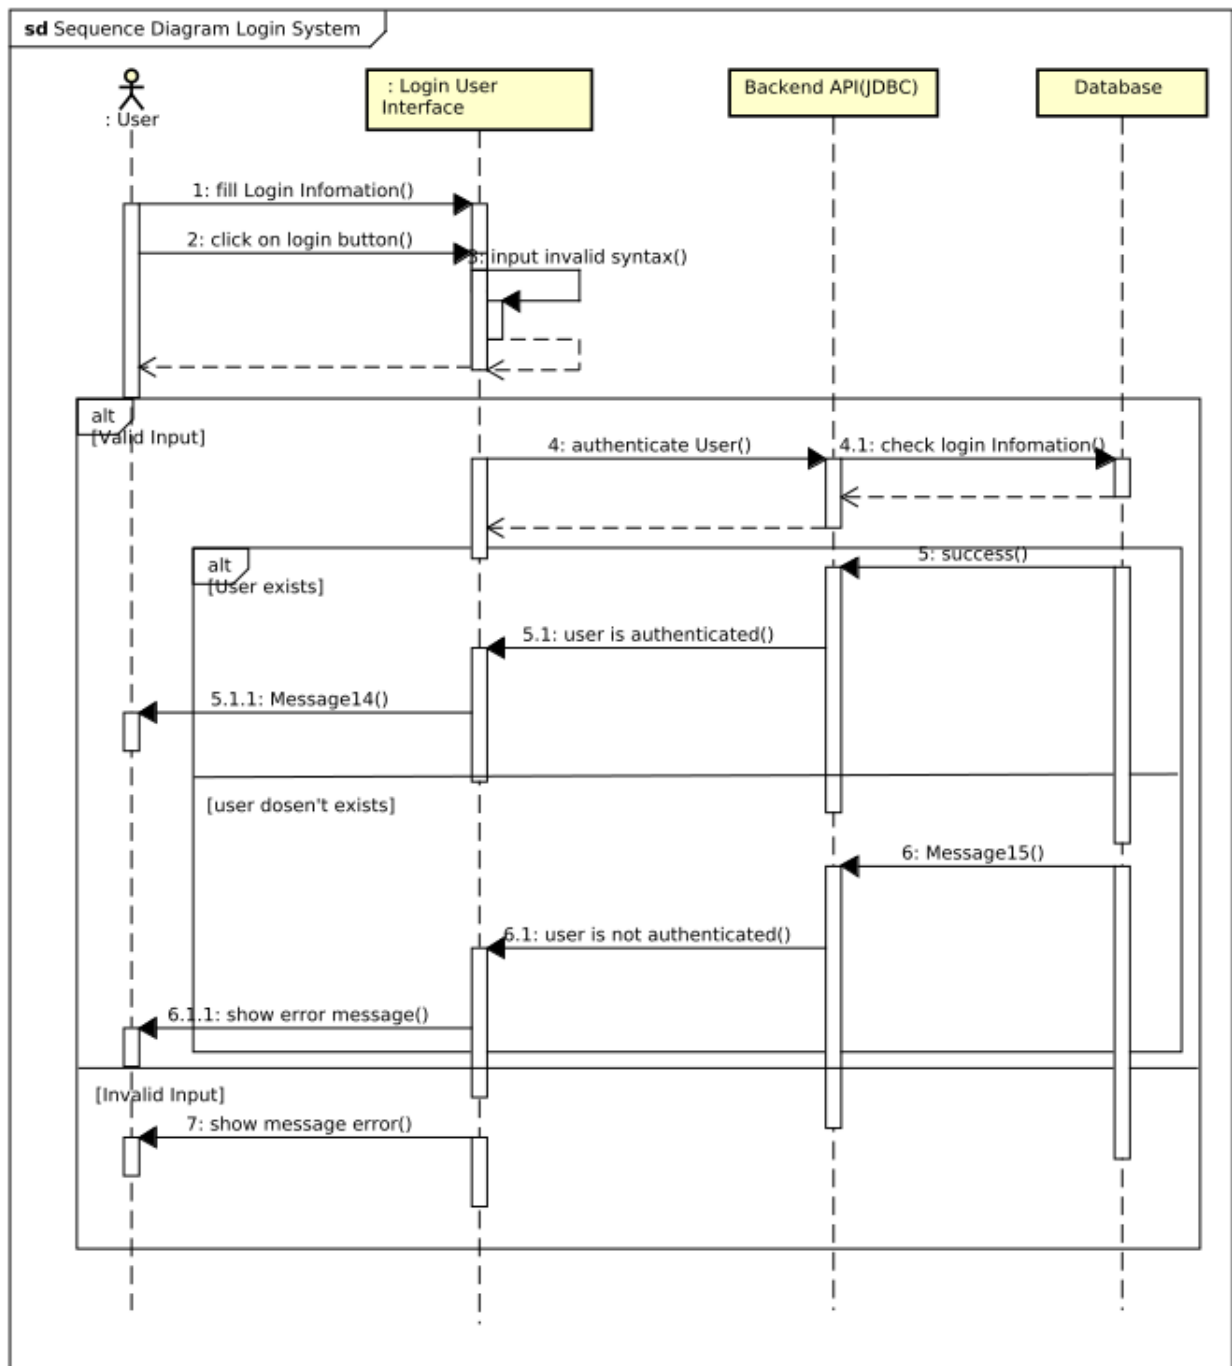 sd Sequence Diagram Login System
: User
: Login User
Interface
Backend API(JDBC)
Database
1: fill Login Infomation()
2: click on login button()
3: input invalid syntax()
alt
[Valid Input]
4: authenticate User()
4.1: check login Infomation()
alt
[User exists]
5: success()
5.1: user is authenticated()
5.1.1: Message14()
[user dosen't exists]
6: Message15()
6.1: user is not authenticated()
6.1.1: show error message()
[Invalid Input]
7: show message error()